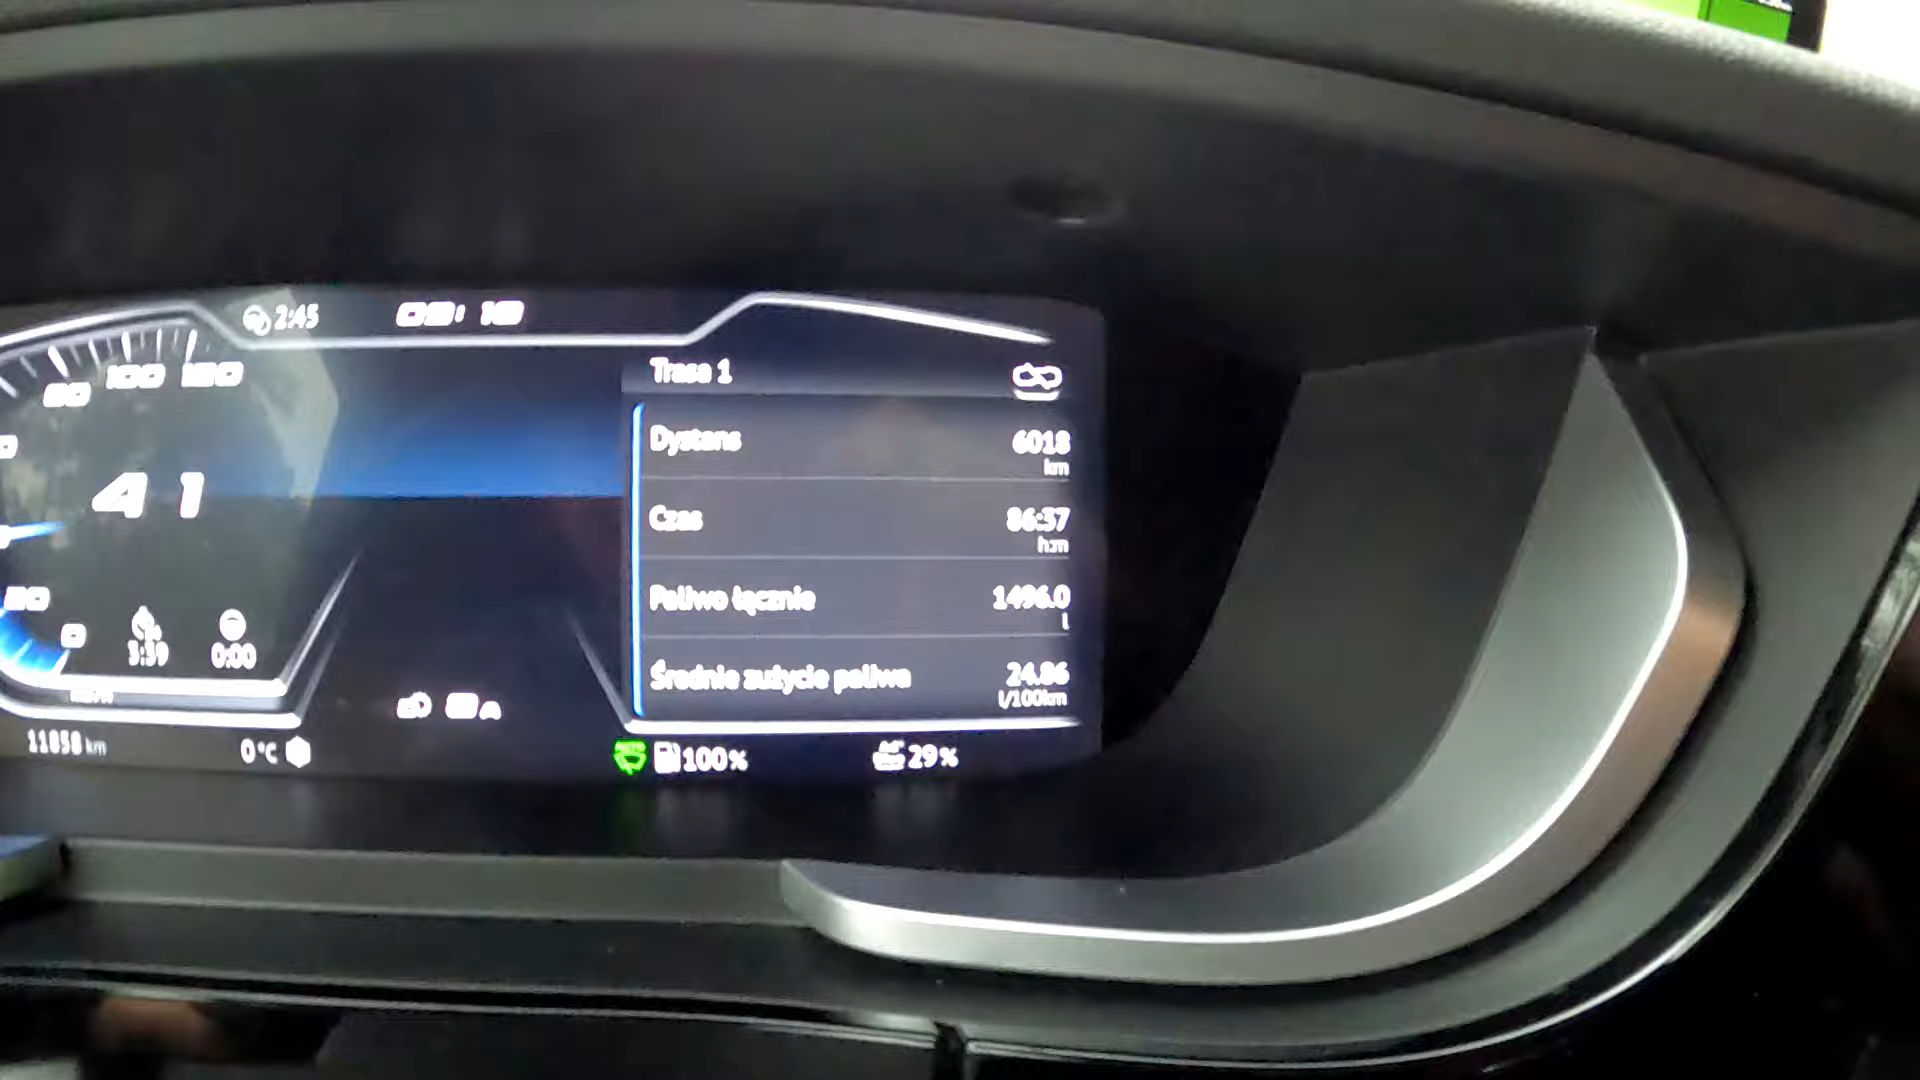 2:45
100
41
3:39
0:00
11858 km
0°C
Trasa 1
Dystans
6018
km
Czas
86:37
h:m
Paliwo łącznie
1496.0
l
Średnie zużycie paliwa
24.86
l/100km
AUTO
100%
29%